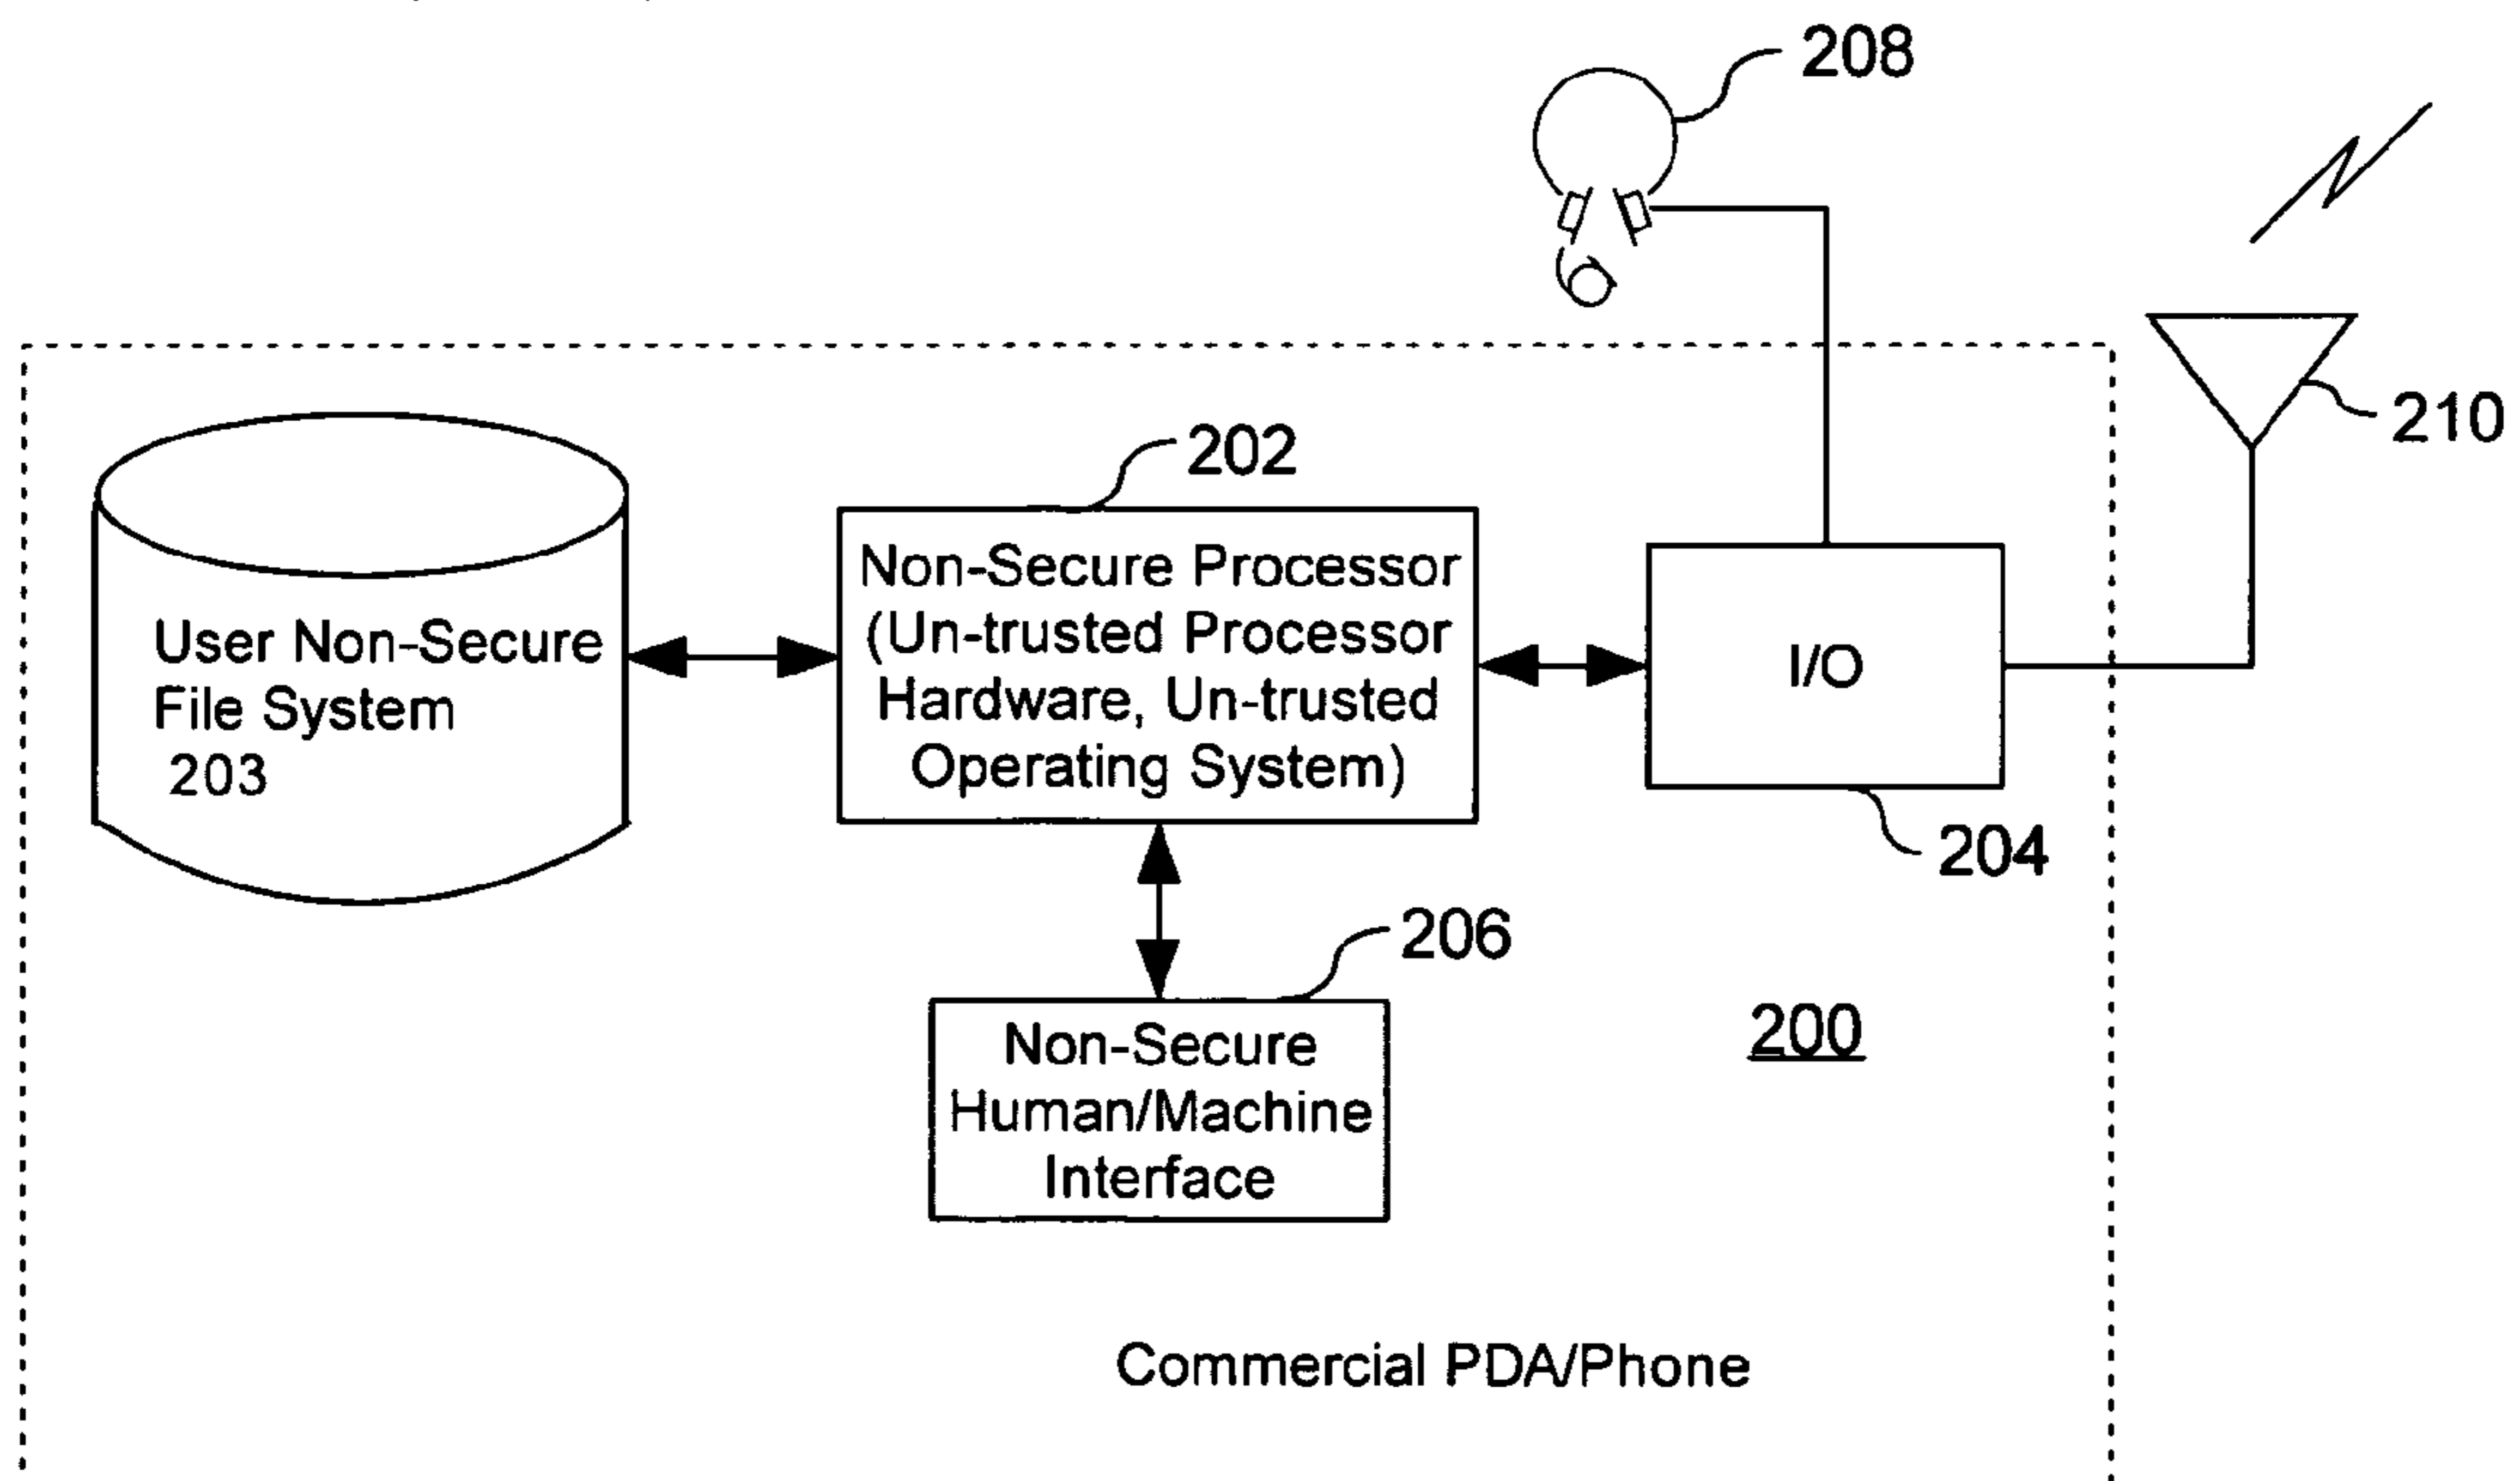 208
210
202
Non-Secure Processor
(Un-trusted Processor
Hardware, Un-trusted
Operating System)
User Non-Secure
File System
203
I/O
204
206
Non-Secure
Human/Machine
Interface
200
Commercial PDA/Phone